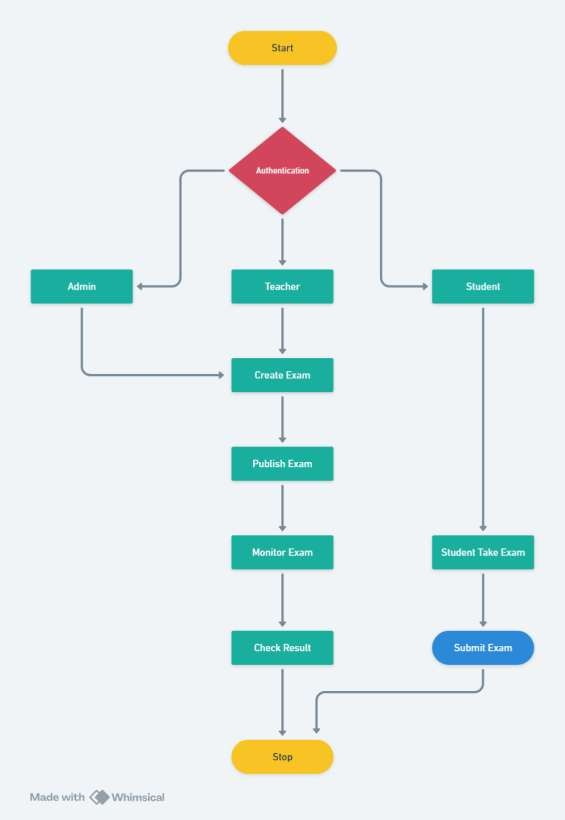 Start
Authentication
Admin
Teacher
Student
Create Exam
Publish Exam
Monitor Exam
Student Take Exam
Check Result
Submit Exam
Stop
Made with Whimsical